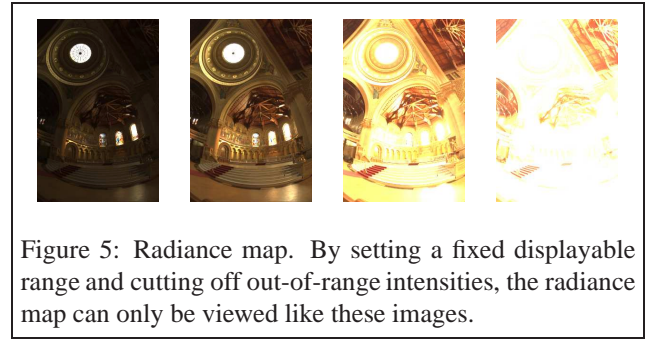 Figure 5: Radiance map. By setting a fixed displayable
range and cutting off out-of-range intensities, the radiance
map can only be viewed like these images.